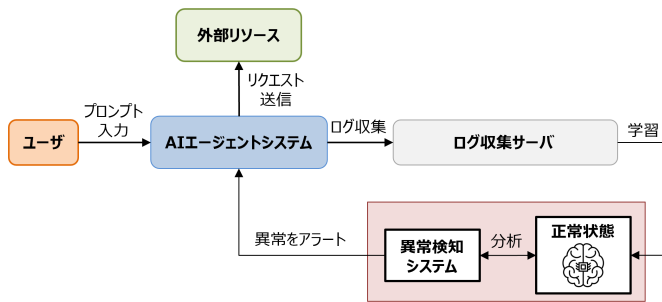 外部リソース
リクエスト
送信
プロンプト
入力
ユーザ
AIエージェントシステム
ログ収集
ログ収集サーバ
学習
異常をアラート
異常検知
システム
分析
正常状態